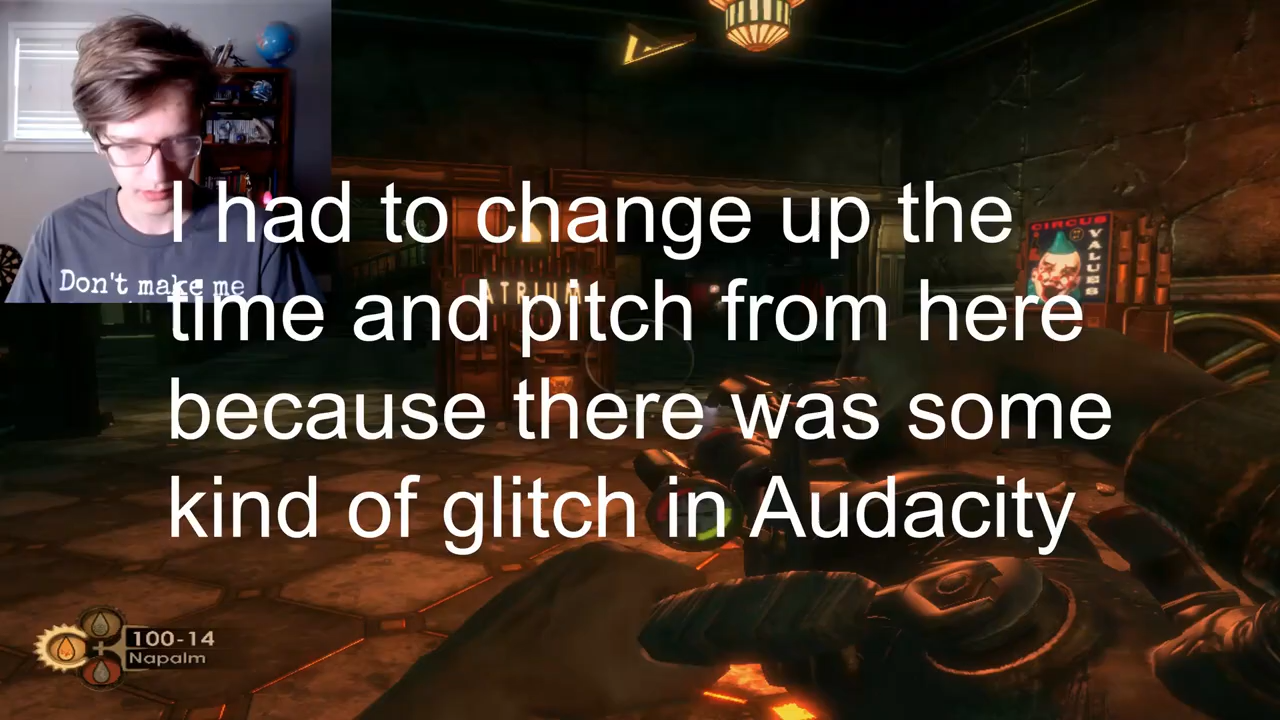 Don't make me
I had to change up the
time and pitch from here
because there was some
kind of glitch in Audacity
ATRIUM
CIRCUS
VALUES
100-14
Napalm